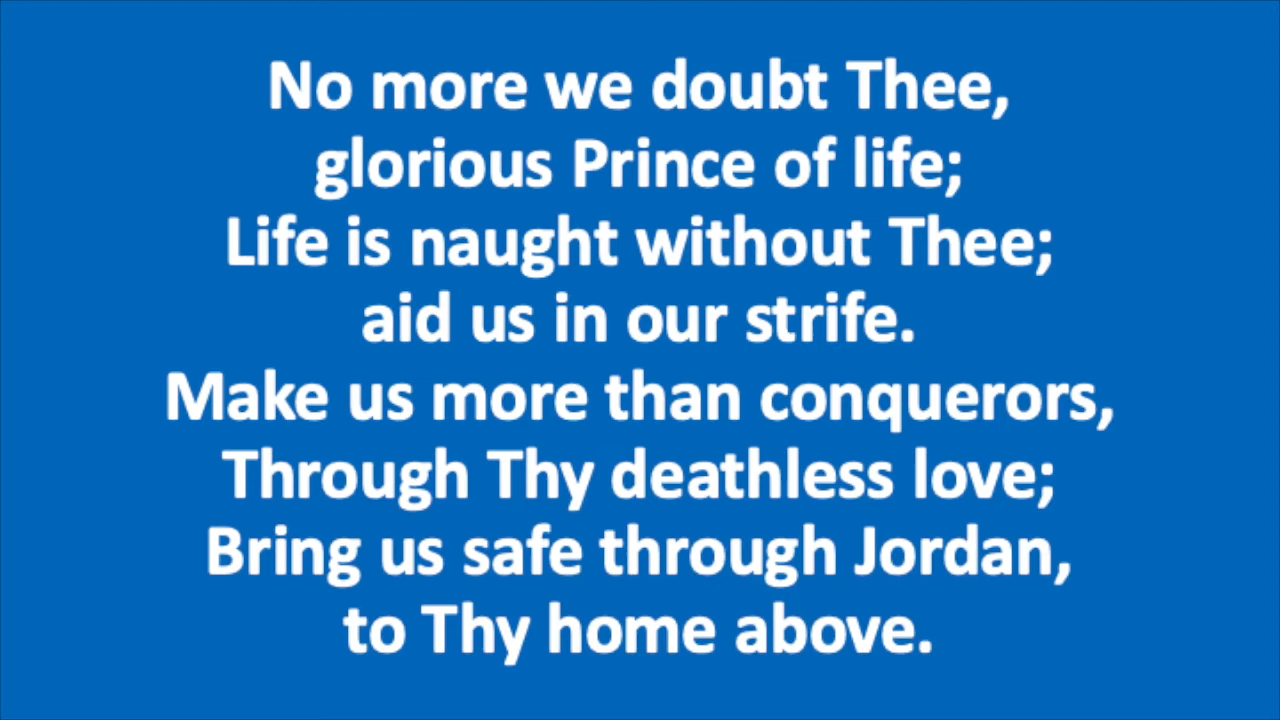 No more we doubt Thee,
glorious Prince of life;
Life is naught without Thee;
aid us in our strife.
Make us more than conquerors,
Through Thy deathless love;
Bring us safe through Jordan,
to Thy home above.